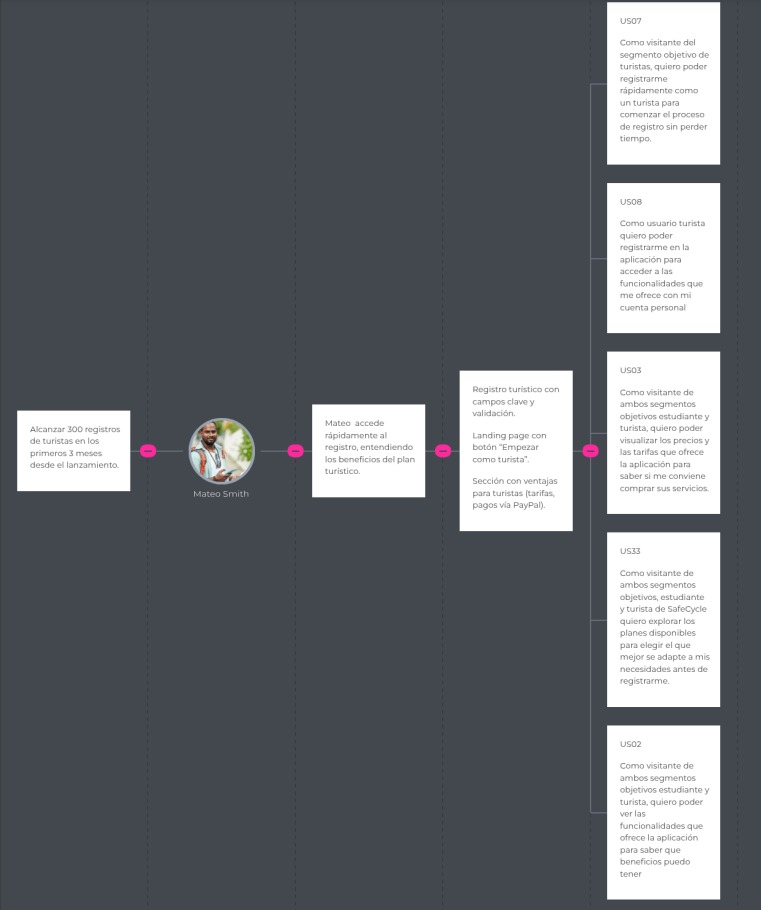 Alcanzar 300 registros
de turistas en los
primeros 3 meses
desde el lanzamiento.
Mateo Smith
Mateo accede
rápidamente al
registro, entendiendo
los beneficios del plan
turístico.
Registro turístico con
campos clave y
validación.
Landing page con
botón "Empezar
como turista".
Sección con ventajas
para turistas (tarifas,
pagos vía PayPal).
US07
Como visitante del
segmento objetivo de
turistas, quiero poder
registrarme
rápidamente como
un turista para
comenzar el proceso
de registro sin perder
tiempo.
US08
Como usuario turista
quiero poder
registrarme en la
aplicación para
acceder a las
funcionalidades que
me ofrece con mi
cuenta personal
US03
Como visitante de
ambos segmentos
objetivos estudiante y
turista, quiero poder
visualizar los precios y
las tarifas que ofrece
la aplicación para
saber si me conviene
comprar sus servicios.
US33
Como visitante de
ambos segmentos
objetivos, estudiante
y turista de SafeCycle
quiero explorar los
planes disponibles
para elegir el que
mejor se adapte a mis
necesidades antes de
registrarme.
US02
Como visitante de
ambos segmentos
objetivos estudiante y
turista, quiero poder
ver las
funcionalidades que
ofrece la aplicación
para saber que
beneficios puedo
tener